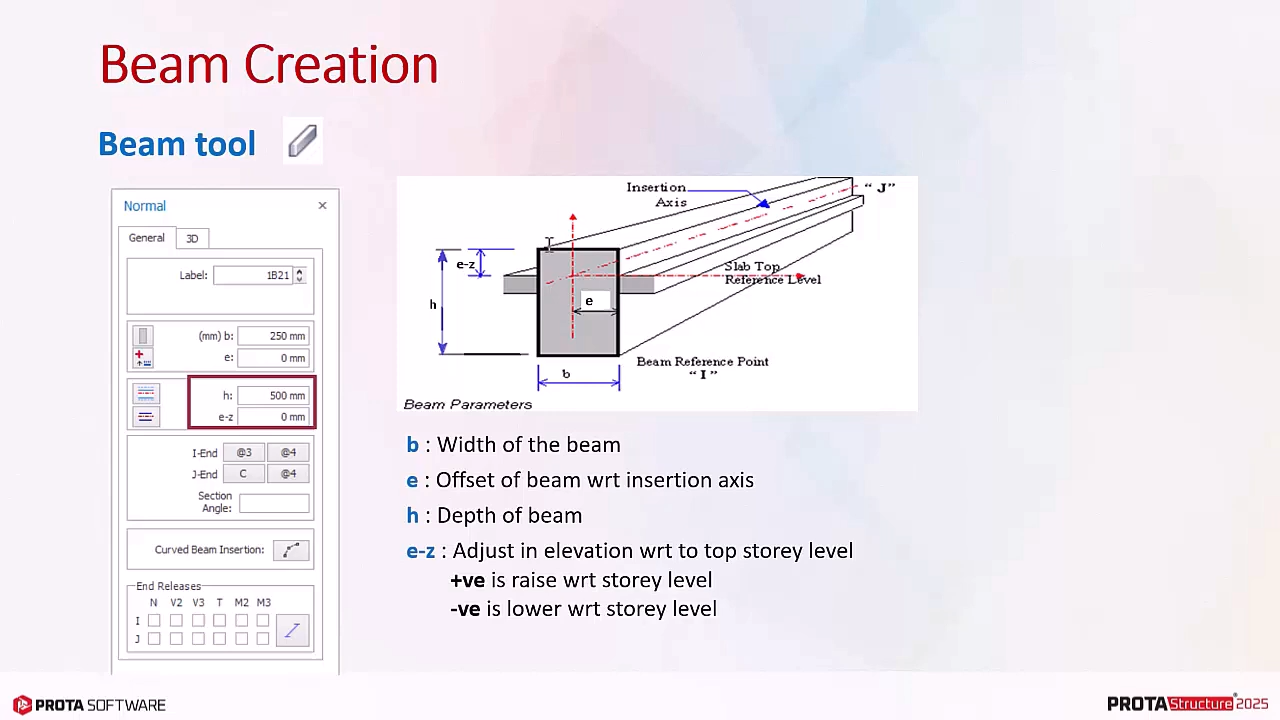 Beam Creation
Beam tool
Normal
General 3D
Label: 1B21
(mm) b: 250 mm
e: 0 mm
h: 500 mm
e-z 0 mm
I-End @3 @4
J-End C @4
Section
Angle:
Curved Beam Insertion:
End Releases
N V2 V3 T M2 M3
I
J
Insertion
Axis
“ J”
e-z
Slab Top
Reference Level
h
e
Beam Reference Point
“ I ”
b
Beam Parameters
b : Width of the beam
e : Offset of beam wrt insertion axis
h : Depth of beam
e-z : Adjust in elevation wrt to top storey level
+ve is raise wrt storey level
-ve is lower wrt storey level
PROTA SOFTWARE
PROTAStructure® 2025